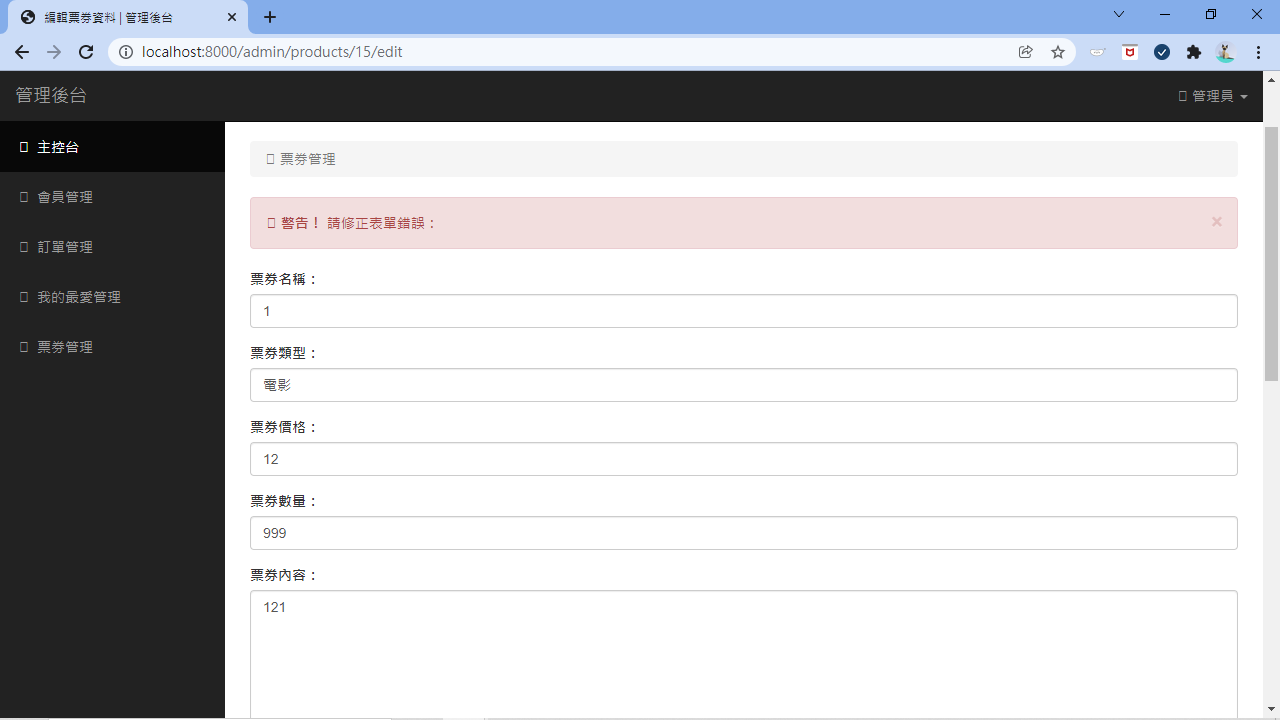 編輯票券資料 | 管理後台
localhost:8000/admin/products/15/edit
管理後台
管理員
主控台
會員管理
訂單管理
我的最愛管理
票券管理
票券管理
警告！ 請修正表單錯誤：
×
票券名稱：
1
票券類型：
電影
票券價格：
12
票券數量：
999
票券內容：
121